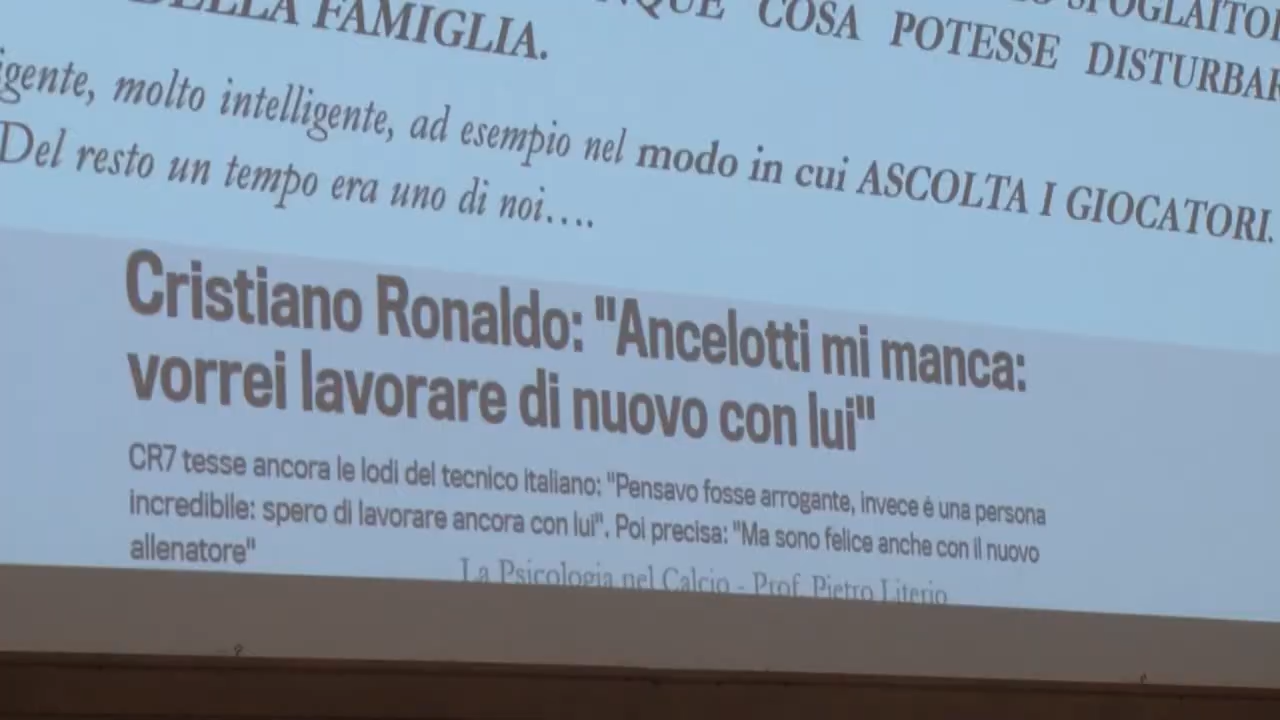 COSA POTESSE
FAMIGLIA.
molto intelligente, ad esempio nel modo in cui ASCOLTA I GIOCATORI.
Del resto un tempo era uno di noi....
Cristiano Ronaldo: "Ancelotti mi manca:
vorrei lavorare di nuovo con lui"
CR7 tesse ancora le lodi del tecnico italiano: "Pensavo fosse arrogante, invece è una persona
incredibile: spero di lavorare ancora con lui". Poi precisa: "Ma sono felice anche con il nuovo
allenatore"
La Psicologia nel Calcio - Prof. Pietro Literio